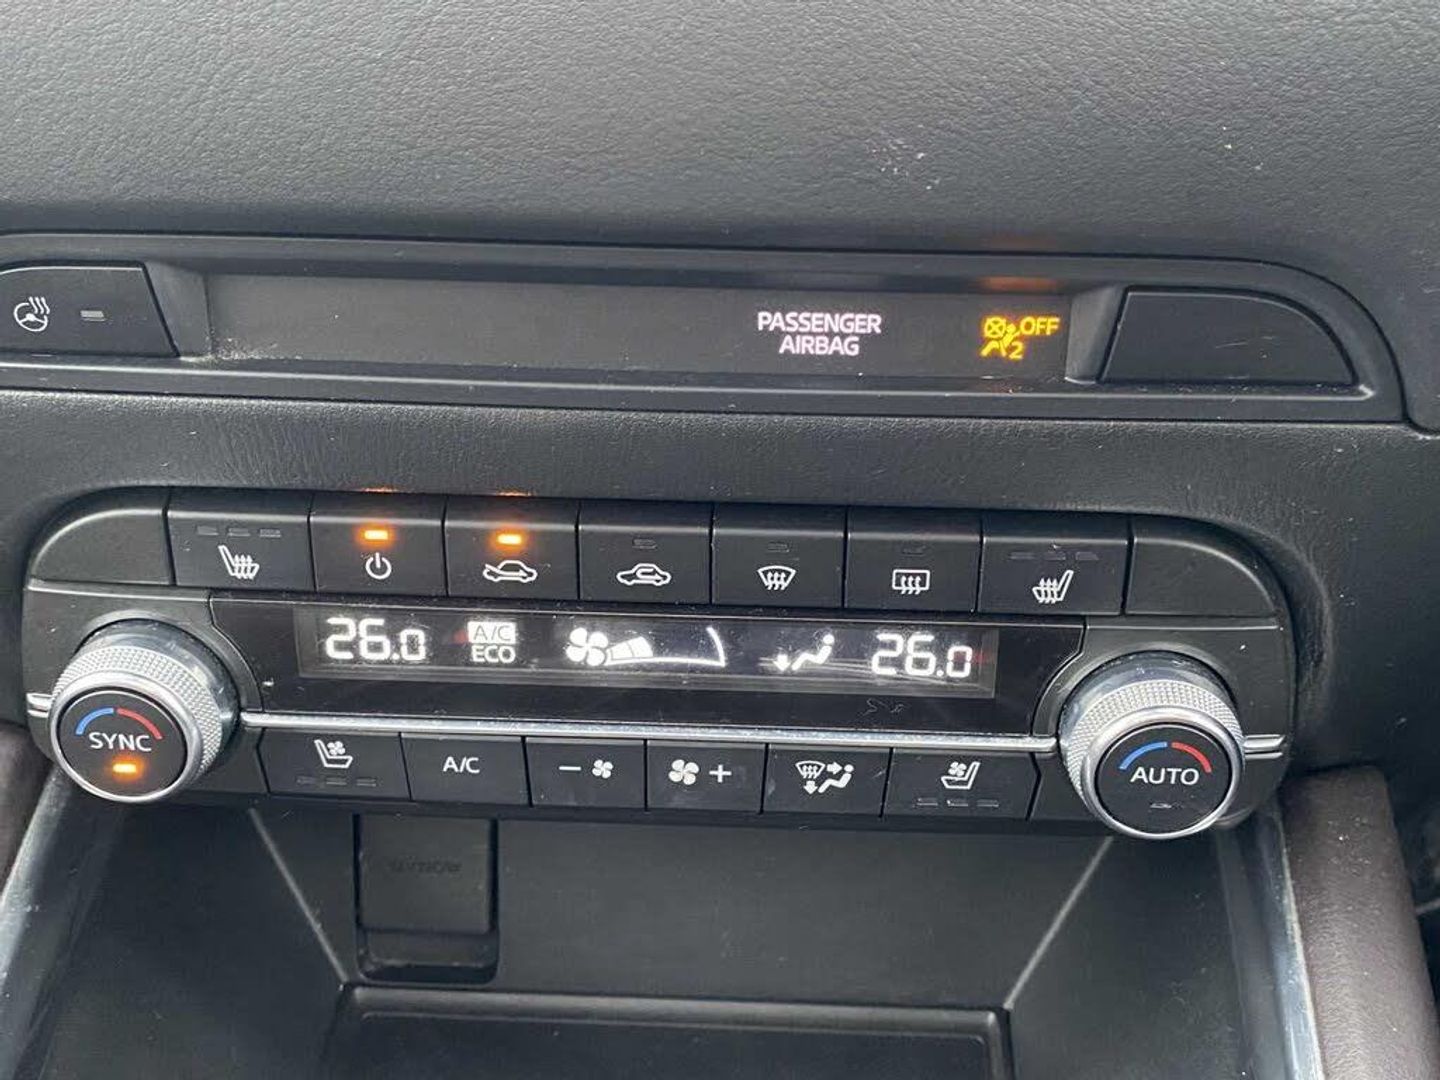 PASSENGER
AIRBAG
OFF
2
26.0
A/C
ECO
26.0
SYNC
A/C
AUTO